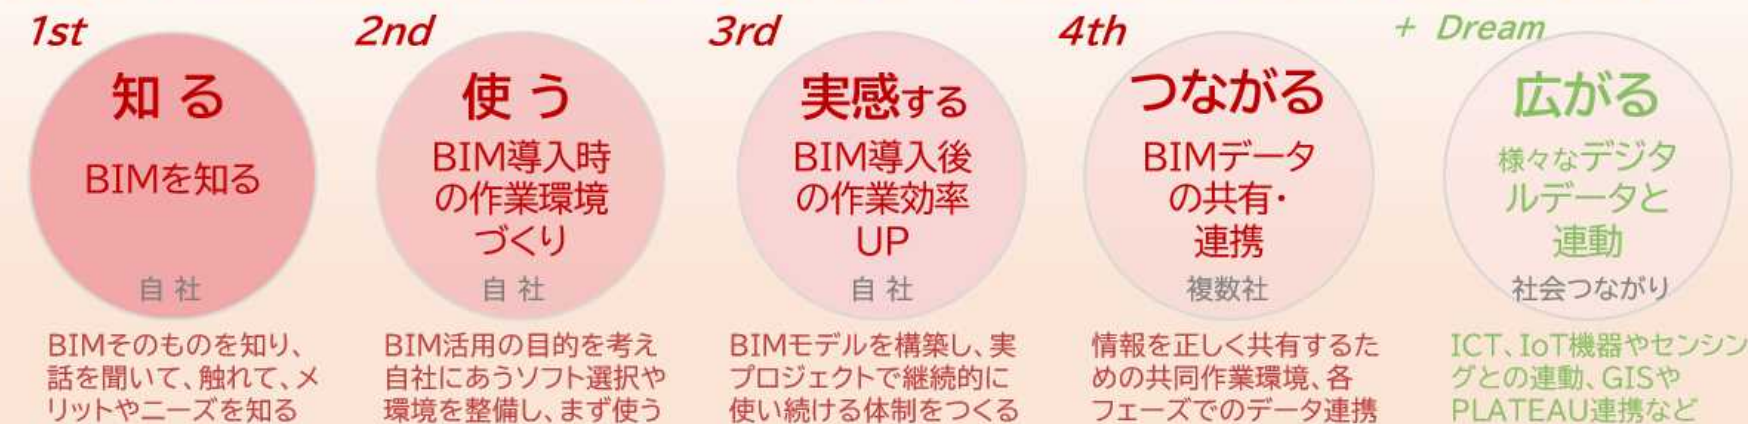 1st
知る
BIMを知る
自社
BIMそのものを知り、
話を聞いて、触れて、メ
リットやニーズを知る
2nd
使う
BIM導入時
の作業環境
づくり
自社
BIM活用の目的を考え
自社にあうソフト選択や
環境を整備し、まず使う
3rd
実感する
BIM導入後
の作業効率
UP
自社
BIMモデルを構築し、実
プロジェクトで継続的に
使い続ける体制をつくる
4th
つながる
BIMデータ
の共有・
連携
複数社
情報を正しく共有するた
めの共同作業環境、各
フェーズでのデータ連携
+ Dream
広がる
様々なデジタ
ルデータと
連動
社会つながり
ICT、IoT機器やセンシン
グとの連動、GISや
PLATEAU連携など